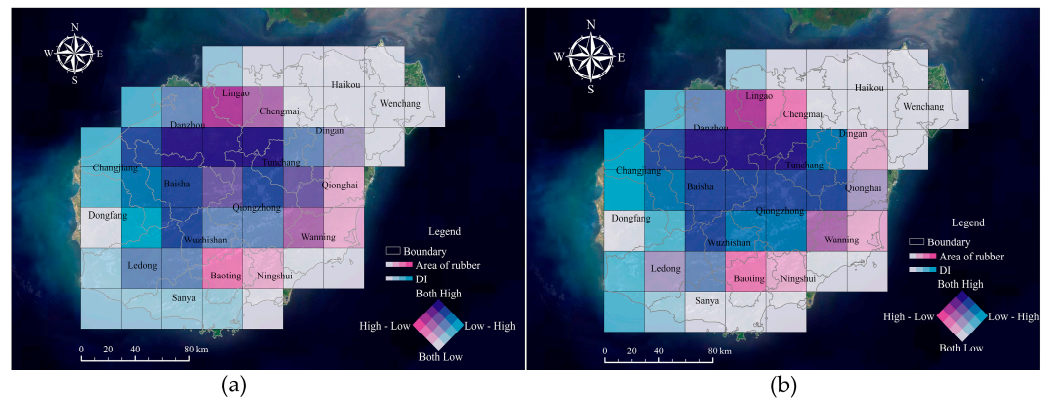 N
W E
S
Haikou
Lingao
Wenchang
Chengmai
Danzhou
Dingan
Tunchang
Changjiang
Baisha
Qionghai
Qiongzhong
Dongfang
Wuzhishan
Wanning
Ledong
Baoting
Ningshui
Sanya
Legend
Boundary
Area of rubber
DI
Both High
High - Low
Low - High
Both Low
0 20 40 80 km
(a)
N
W E
S
Haikou
Lingao
Wenchang
Chengmai
Danzhou
Dingan
Tunchang
Changjiang
Baisha
Qionghai
Qiongzhong
Dongfang
Wuzhishan
Wanning
Ledong
Baoting
Ningshui
Sanya
Legend
Boundary
Area of rubber
DI
Both High
High - Low
Low - High
Both Low
0 20 40 80 km
(b)